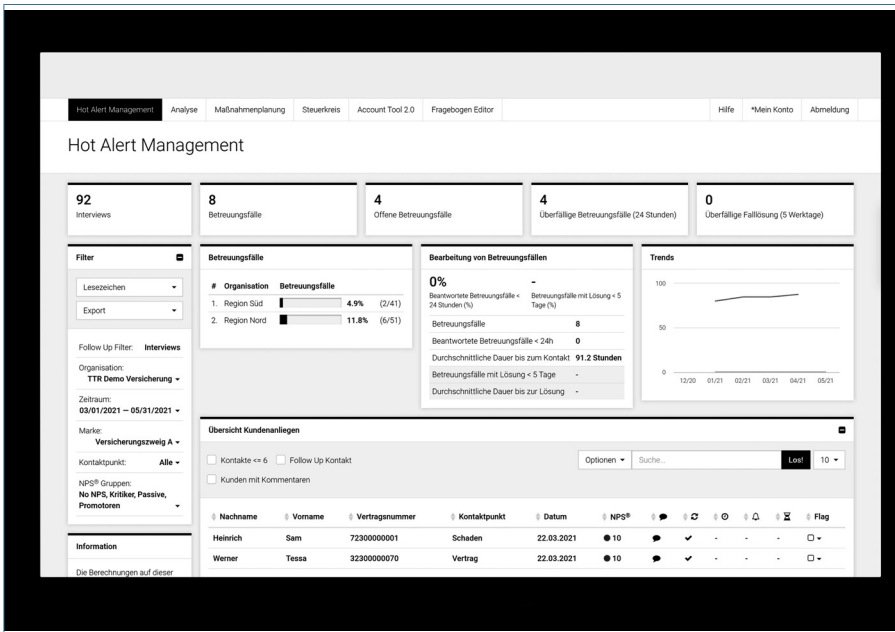 Hot Alert Management Analyse Maßnahmenplanung Steuerkreis Account Tool 2.0 Fragebogen Editor Hilfe *Mein Konto Abmeldung
Hot Alert Management
92
Interviews
8
Betreuungsfälle
4
Offene Betreuungsfälle
4
Überfällige Betreuungsfälle (24 Stunden)
0
Überfällige Falllösung (5 Werktage)
Filter
Lesezeichen
Export
Follow Up Filter: Interviews
Organisation:
TTR Demo Versicherung
Zeitraum:
03/01/2021 — 05/31/2021
Marke:
Versicherungszweig A
Kontaktpunkt: Alle
NPS® Gruppen:
No NPS, Kritiker, Passive,
Promotoren
Information
Die Berechnungen auf dieser
Betreuungsfälle
# Organisation Betreuungsfälle
1. Region Süd 4.9% (2/41)
2. Region Nord 11.8% (6/51)
Bearbeitung von Betreuungsfällen
0% -
Beantwortete Betreuungsfälle <
24 Stunden (%)
Betreuungsfälle mit Lösung < 5
Tage (%)
Betreuungsfälle 8
Beantwortete Betreuungsfälle < 24h 0
Durchschnittliche Dauer bis zum Kontakt 91.2 Stunden
Betreuungsfälle mit Lösung < 5 Tage -
Durchschnittliche Dauer bis zur Lösung -
Trends
100
50
0
12/20 01/21 02/21 03/21 04/21 05/21
Übersicht Kundenanliegen
Kontakte <= 6 Follow Up Kontakt
Kunden mit Kommentaren
Optionen Suche... Los! 10
Nachname Vorname Vertragsnummer Kontaktpunkt Datum NPS® Flag
Heinrich Sam 72300000001 Schaden 22.03.2021 10 - - -
Werner Tessa 32300000070 Vertrag 22.03.2021 10 - - -